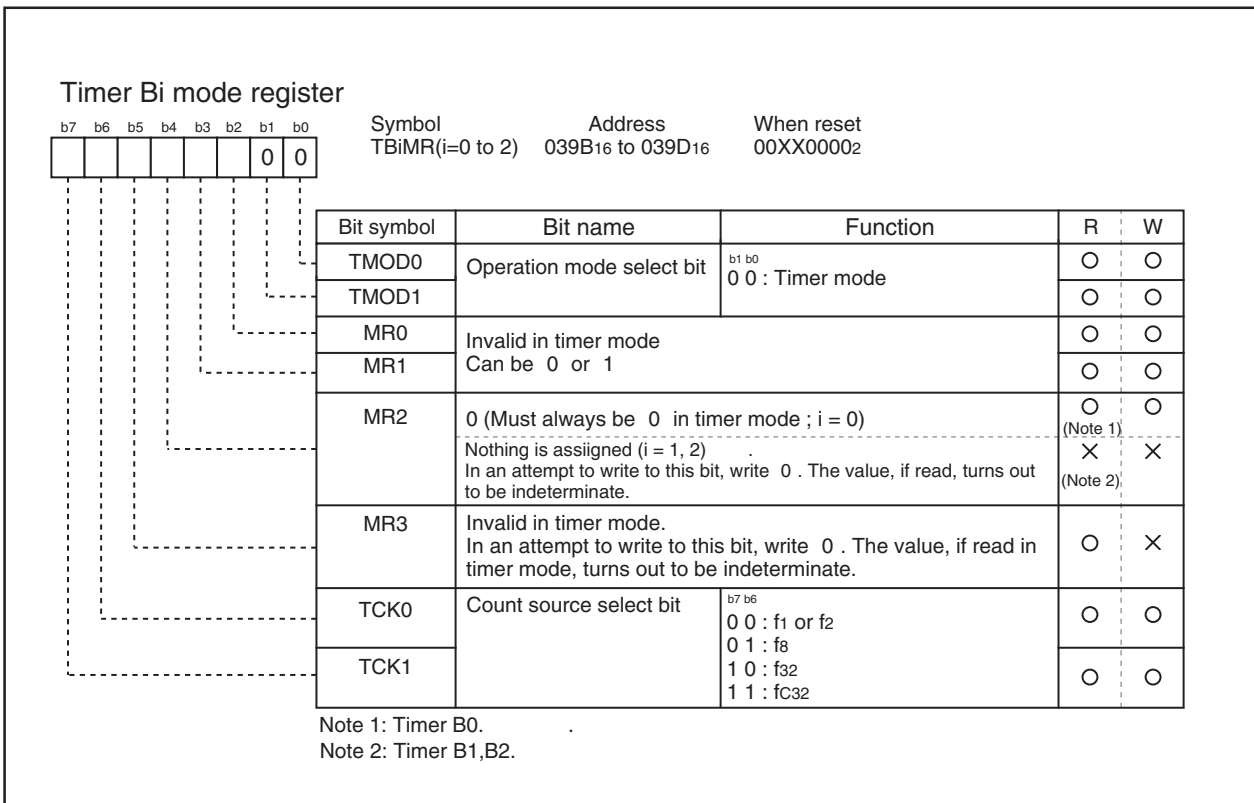 Timer Bi mode register
b7 b6 b5 b4 b3 b2 b1 b0
0 0
Symbol Address When reset
TBiMR(i=0 to 2) 039B16 to 039D16 00XX00002
Bit symbol Bit name Function R W
TMOD0 Operation mode select bit b1 b0
0 0 : Timer mode
TMOD1
MR0 Invalid in timer mode
Can be 0 or 1
MR1
MR2 0 (Must always be 0 in timer mode ; i = 0)
(Note 1)
Nothing is assiigned (i = 1, 2) .
In an attempt to write to this bit, write 0 . The value, if read, turns out
to be indeterminate.
(Note 2)
MR3 Invalid in timer mode.
In an attempt to write to this bit, write 0 . The value, if read in
timer mode, turns out to be indeterminate.
TCK0 Count source select bit b7 b6
0 0 : f1 or f2
0 1 : f8
TCK1
1 0 : f32
1 1 : fC32
Note 1: Timer B0. .
Note 2: Timer B1,B2.